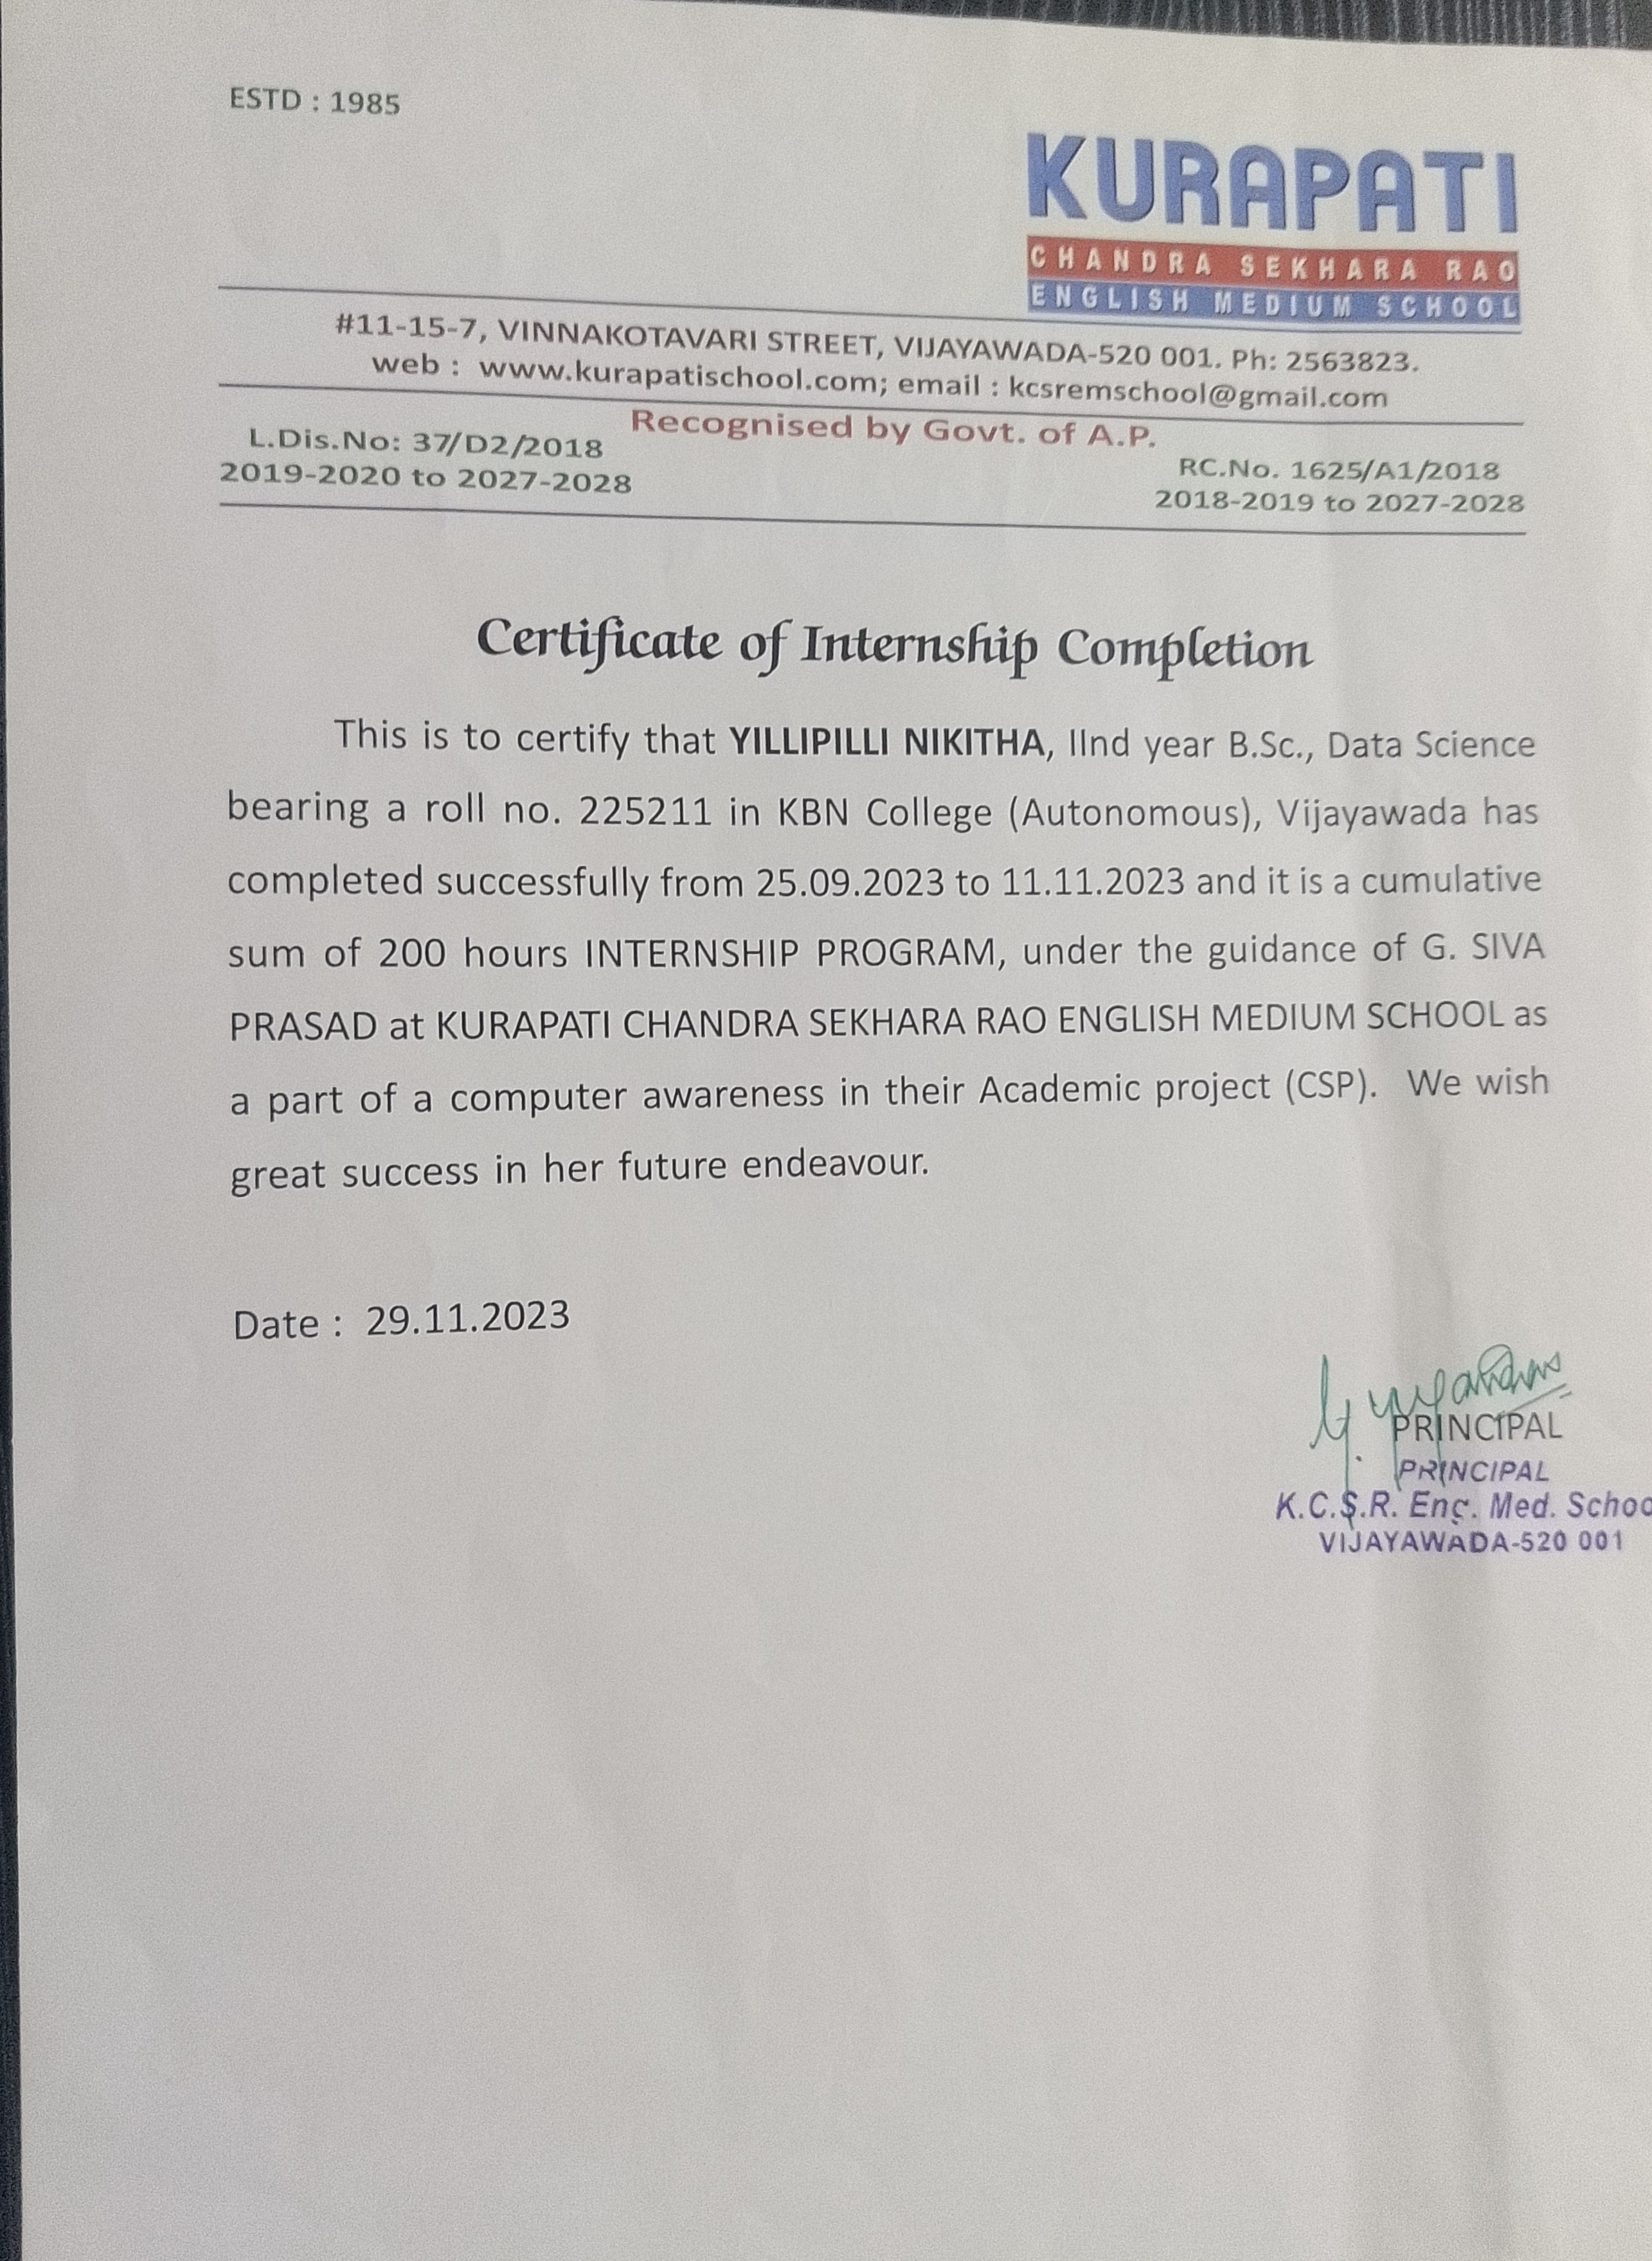 ESTD : 1985
KURAPATI
CHANDRA SEKHARA RAO
ENGLISH MEDIUM SCHOOL
#11-15-7, VINNAKOTAVARI STREET, VIJAYAWADA-520 001. Ph: 2563823.
web : www.kurapatischool.com; email : kcsremschool@gmail.com
Recognised by Govt. of A.P.
L.Dis.No: 37/D2/2018
2019-2020 to 2027-2028
RC.No. 1625/A1/2018
2018-2019 to 2027-2028
Certificate of Internship Completion
This is to certify that YILLIPILLI NIKITHA, IInd year B.Sc., Data Science
bearing a roll no. 225211 in KBN College (Autonomous), Vijayawada has
completed successfully from 25.09.2023 to 11.11.2023 and it is a cumulative
sum of 200 hours INTERNSHIP PROGRAM, under the guidance of G. SIVA
PRASAD at KURAPATI CHANDRA SEKHARA RAO ENGLISH MEDIUM SCHOOL as
a part of a computer awareness in their Academic project (CSP). We wish
great success in her future endeavour.
Date : 29.11.2023
PRINCIPAL
PRINCIPAL
K.C.S.R. Eng. Med. Schoo
VIJAYAWADA-520 001